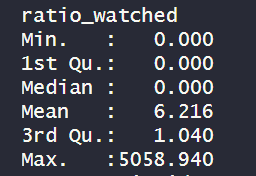 ratio_watched
Min.   :   0.000
1st Qu.:   0.000
Median :   0.000
Mean   :   6.216
3rd Qu.:   1.040
Max.   :5058.940